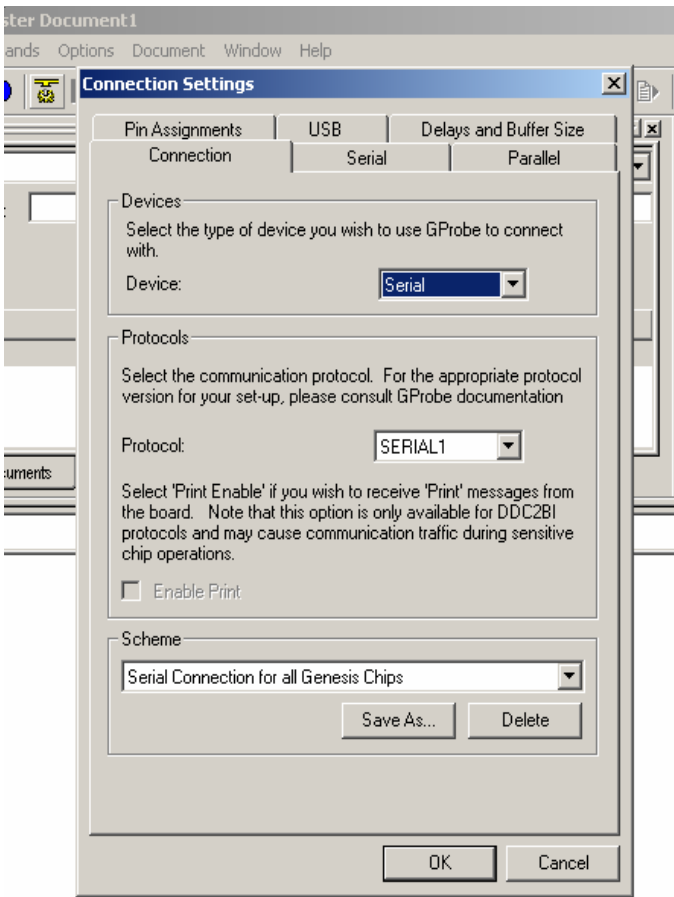 ster Document1
ands Options Document Window Help
Connection Settings
Pin Assignments USB Delays and Buffer Size
Connection Serial Parallel
Devices
Select the type of device you wish to use GProbe to connect
with.
Device: Serial
Protocols
Select the communication protocol. For the appropriate protocol
version for your set-up, please consult GProbe documentation
Protocol: SERIAL1
uments
Select 'Print Enable' if you wish to receive 'Print' messages from
the board. Note that this option is only available for DDC2BI
protocols and may cause communication traffic during sensitive
chip operations.
Enable Print
Scheme
Serial Connection for all Genesis Chips
Save As... Delete
OK Cancel